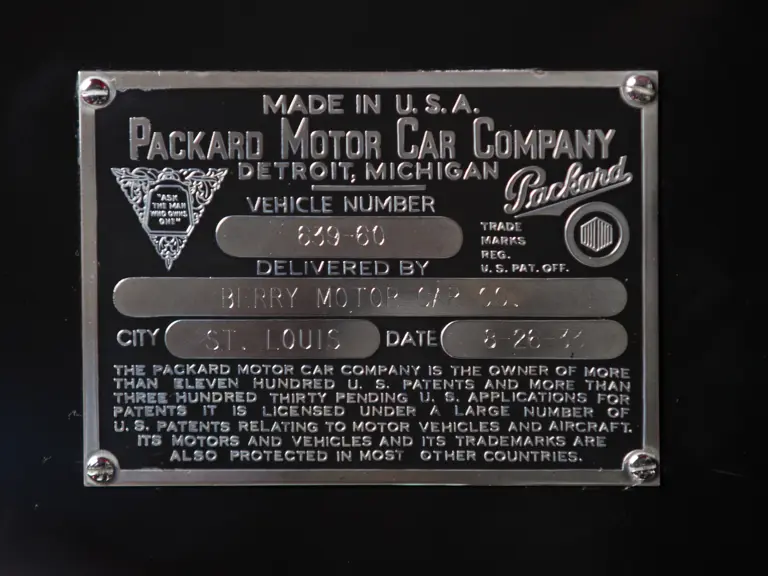 MADE IN U.S.A.
PACKARD MOTOR CAR COMPANY
DETROIT, MICHIGAN
Packard
"ASK
THE MAN
WHO OWNS
ONE"
VEHICLE NUMBER
639-60
TRADE
MARKS
REG.
U.S. PAT. OFF.
DELIVERED BY
BERRY MOTOR CAR CO.
CITY ST. LOUIS DATE 8-26-33
THE PACKARD MOTOR CAR COMPANY IS THE OWNER OF MORE
THAN ELEVEN HUNDRED U. S. PATENTS AND MORE THAN
THREE HUNDRED THIRTY PENDING U. S. APPLICATIONS FOR
PATENTS IT IS LICENSED UNDER A LARGE NUMBER OF
U. S. PATENTS RELATING TO MOTOR VEHICLES AND AIRCRAFT.
ITS MOTORS AND VEHICLES AND ITS TRADEMARKS ARE
ALSO PROTECTED IN MOST OTHER COUNTRIES.